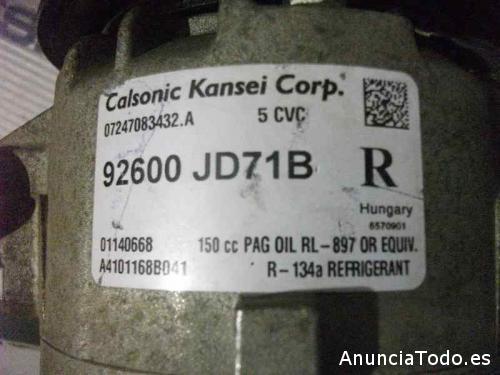 Calsonic Kansei Corp.
07247083432.A 5 CVC
92600 JD71B R
Hungary
6570901
01140668 150 cc PAG OIL RL-897 OR EQUIV.
A4101168B041 R-134a REFRIGERANT
AnunciaTodo.es